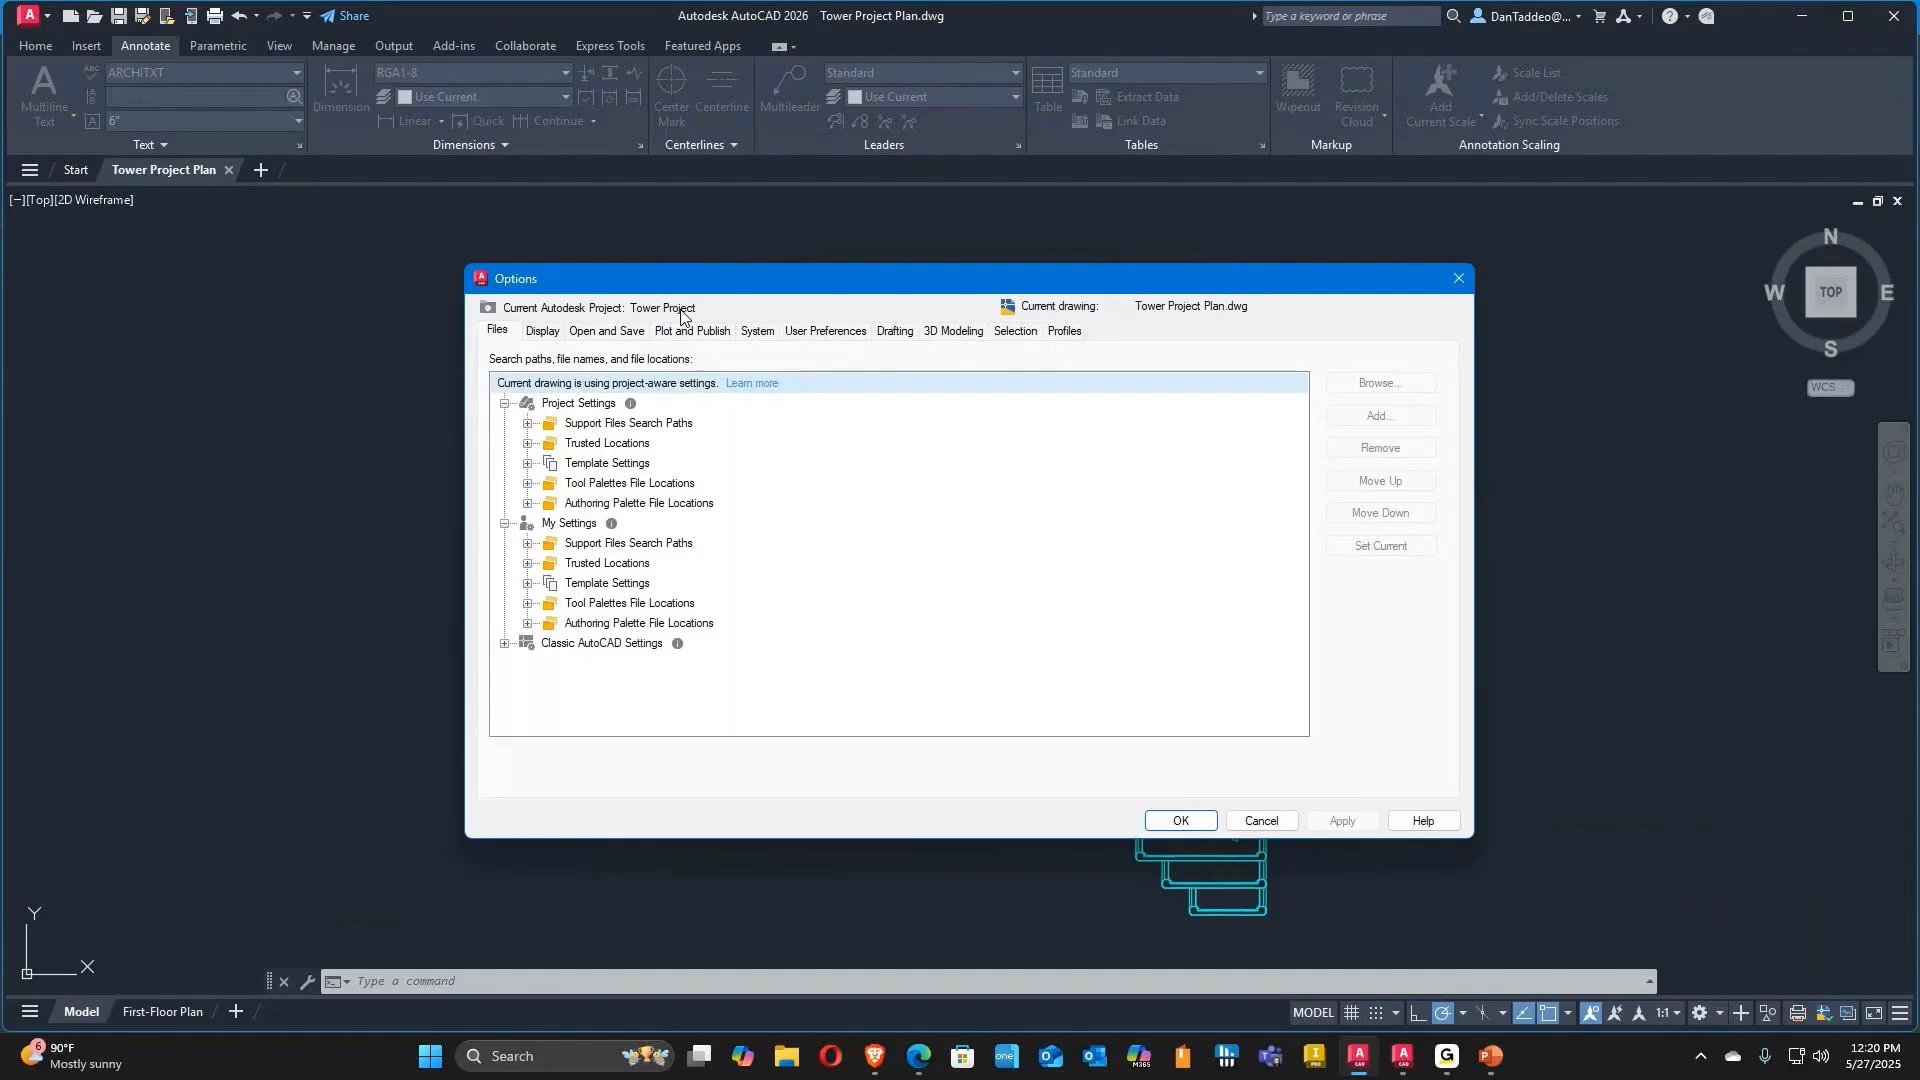 Share
Autodesk AutoCAD 2026 Tower Project Plan.dwg
Type a keyword or phrase
DanTaddeo@...
Home Insert Annotate Parametric View Manage Output Add-ins Collaborate Express Tools Featured Apps
ARCHITXT
6"
Multiline Text
Text
Dimension
RGA1-8
Use Current
Linear Quick Continue
Dimensions
Center Mark
Centerline
Centerlines
Multileader
Standard
Use Current
Leaders
Table
Standard
Extract Data
Link Data
Tables
Wipeout
Revision Cloud
Markup
Add Current Scale
Scale List
Add/Delete Scales
Sync Scale Positions
Annotation Scaling
Start
Tower Project Plan
[−][Top][2D Wireframe]
N
W TOP E
S
WCS
Options
Current Autodesk Project: Tower Project
Current drawing: Tower Project Plan.dwg
Files Display Open and Save Plot and Publish System User Preferences Drafting 3D Modeling Selection Profiles
Search paths, file names, and file locations:
Current drawing is using project-aware settings. Learn more
Project Settings
Support Files Search Paths
Trusted Locations
Template Settings
Tool Palettes File Locations
Authoring Palette File Locations
My Settings
Support Files Search Paths
Trusted Locations
Template Settings
Tool Palettes File Locations
Authoring Palette File Locations
Classic AutoCAD Settings
Browse...
Add...
Remove
Move Up
Move Down
Set Current
OK Cancel Apply Help
Y
X
Type a command
Model First-Floor Plan
MODEL
1:1
6
90°F
Mostly sunny
Search
one
M365
12:20 PM
5/27/2025